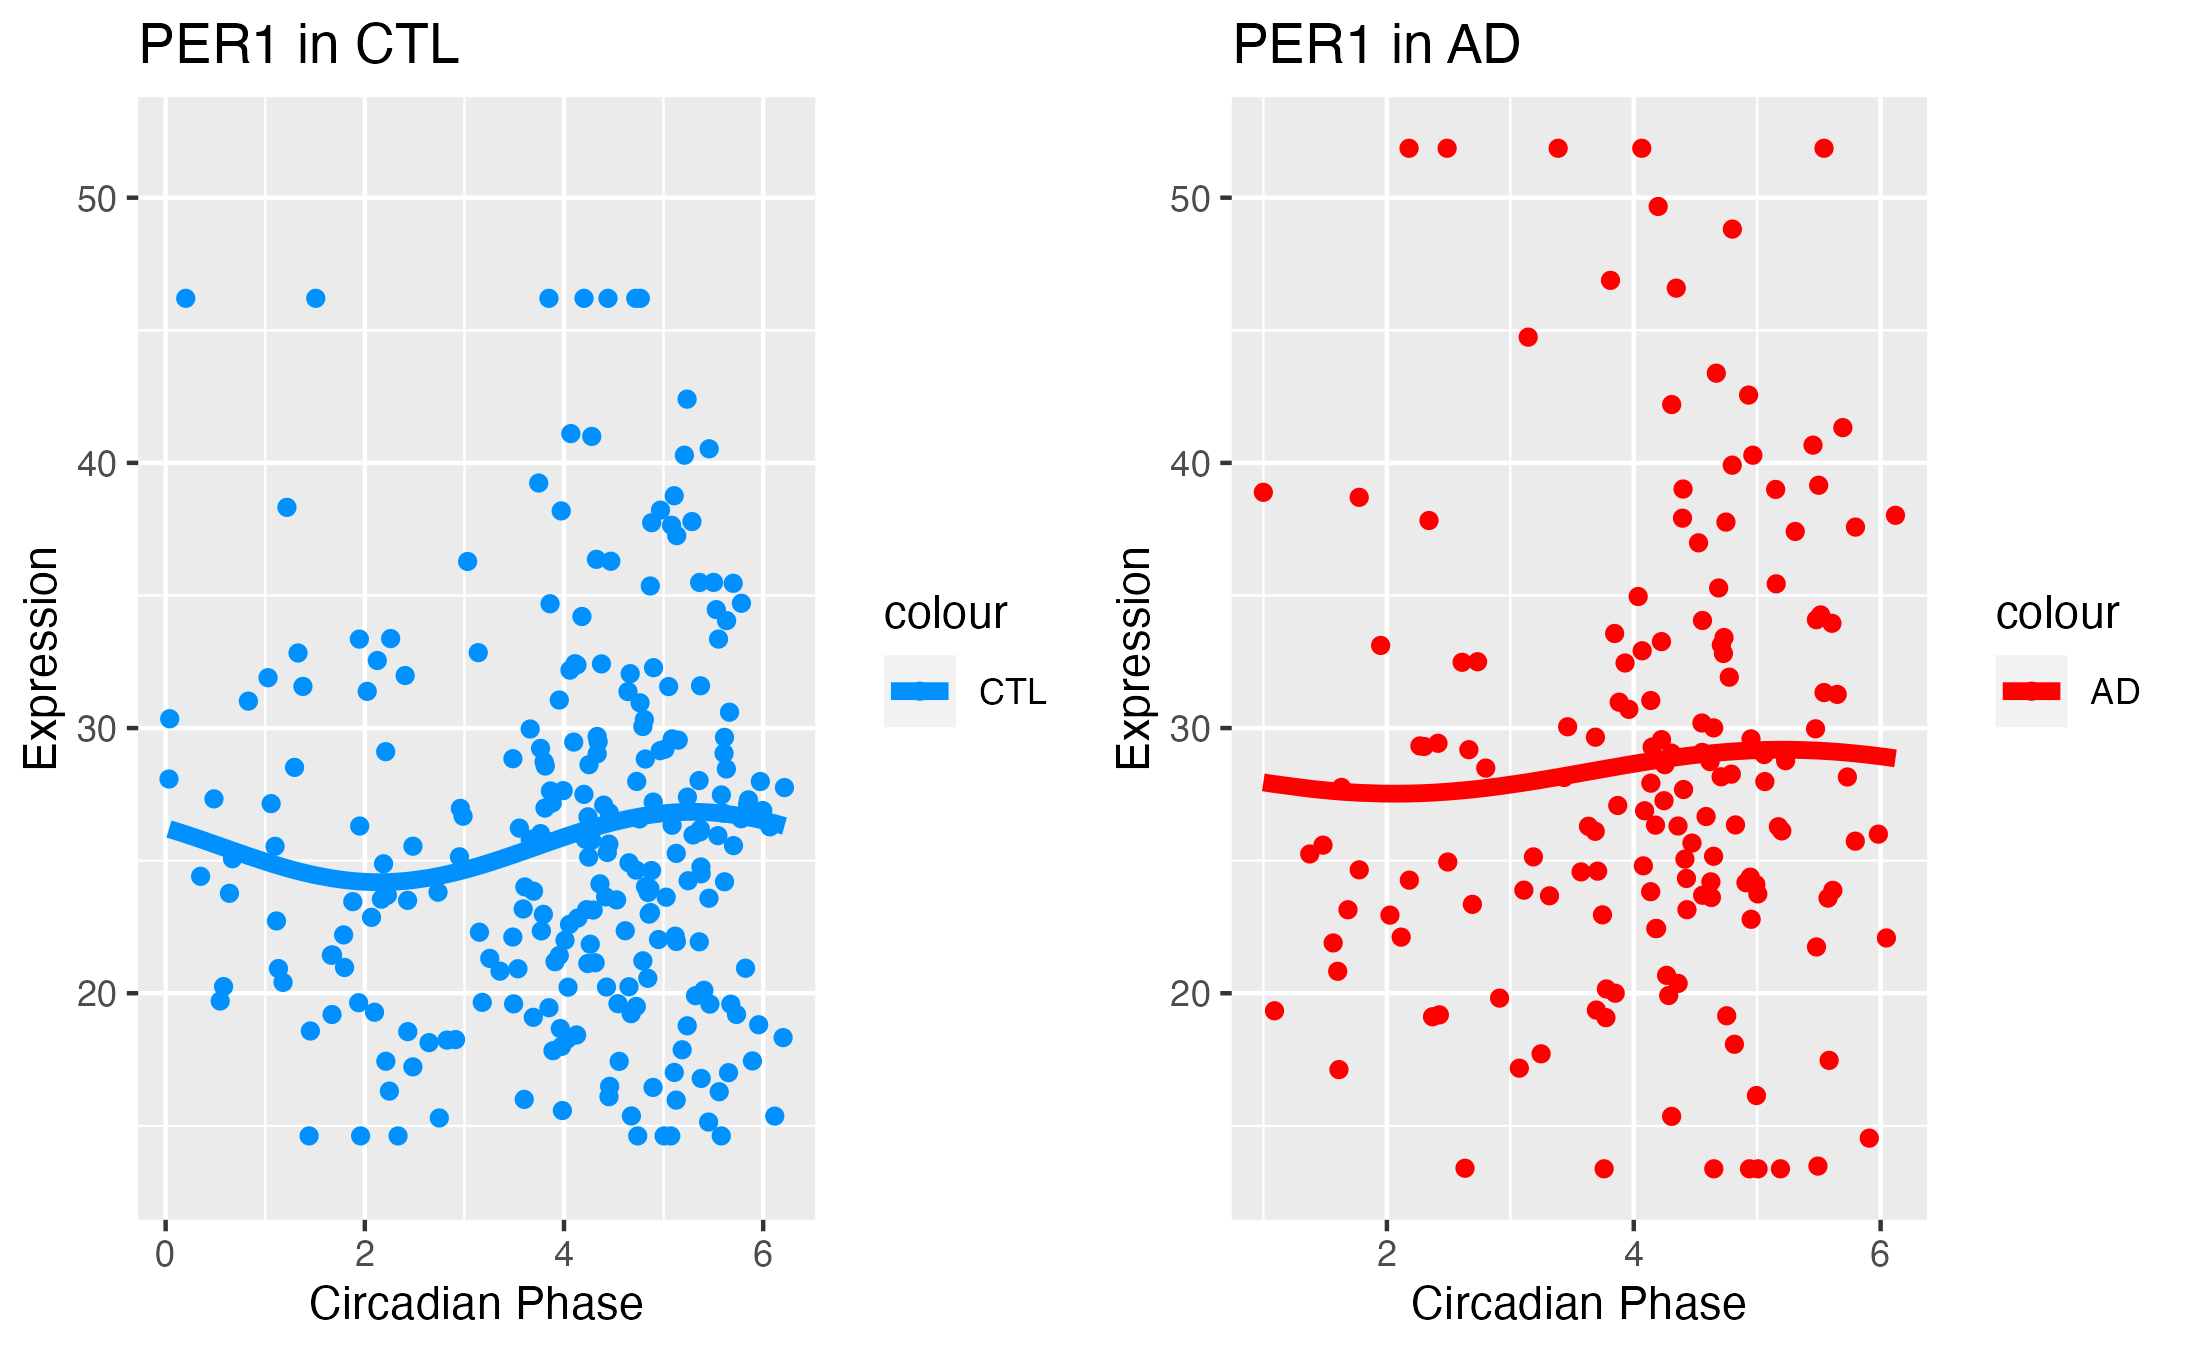 PER1 in CTL
50
40
30
20
Expression
0 2 4 6
Circadian Phase
colour
CTL
PER1 in AD
50
40
30
20
Expression
2 4 6
Circadian Phase
colour
AD